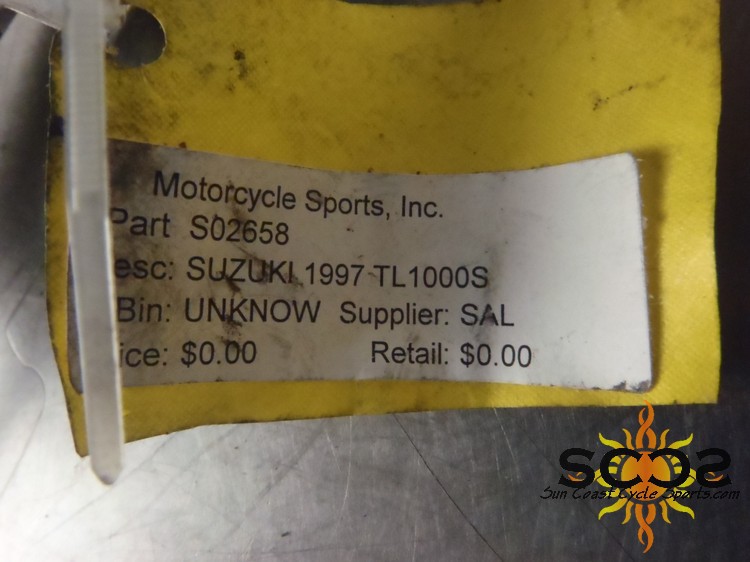 Motorcycle Sports, Inc.
Part S02658
esc: SUZUKI 1997 TL1000S
Bin: UNKNOW Supplier: SAL
ice: $0.00 Retail: $0.00
SCCS
Sun Coast Cycle Sports.com